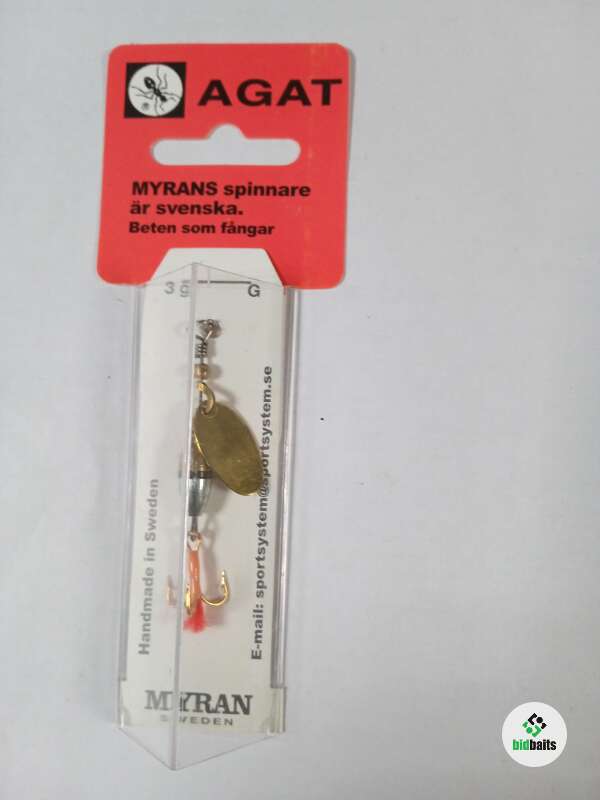 AGAT
MYRANS spinnare
är svenska.
Beten som fångar
3 g G
Handmade in Sweden
E-mail: sportsystem@sportsystem.se
MYRAN
SWEDEN
bidbaits